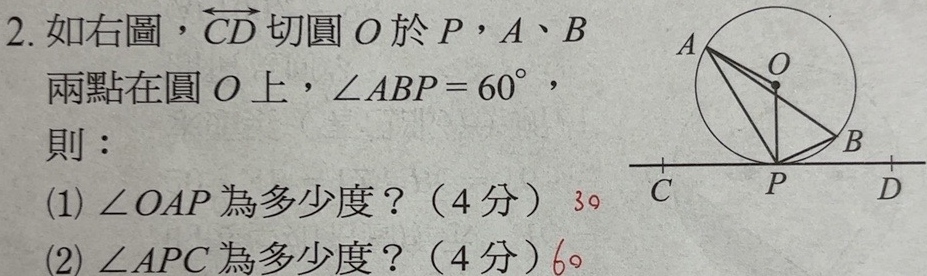 2. 如右圖，CD 切圓 O 於 P，A、B
兩點在圓 O 上，∠ABP = 60°，
則：
(1) ∠OAP 為多少度？（4 分） 30
(2) ∠APC 為多少度？（4 分） 60
A
O
B
C
P
D